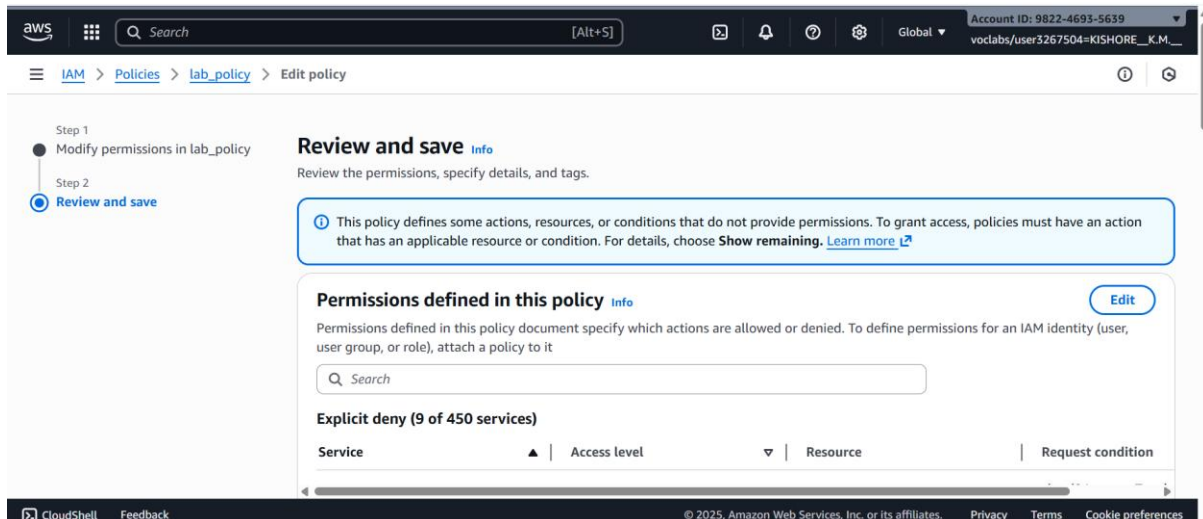 aws
Search [Alt+S]
Global
Account ID: 9822-4693-5639
voclabs/user3267504=KISHORE__K.M.__
IAM > Policies > lab_policy > Edit policy
Step 1
Modify permissions in lab_policy
Step 2
Review and save
Review and save Info
Review the permissions, specify details, and tags.
This policy defines some actions, resources, or conditions that do not provide permissions. To grant access, policies must have an action
that has an applicable resource or condition. For details, choose Show remaining. Learn more
Permissions defined in this policy Info
Edit
Permissions defined in this policy document specify which actions are allowed or denied. To define permissions for an IAM identity (user,
user group, or role), attach a policy to it
Search
Explicit deny (9 of 450 services)
Service Access level Resource Request condition
CloudShell Feedback © 2025, Amazon Web Services, Inc. or its affiliates. Privacy Terms Cookie preferences